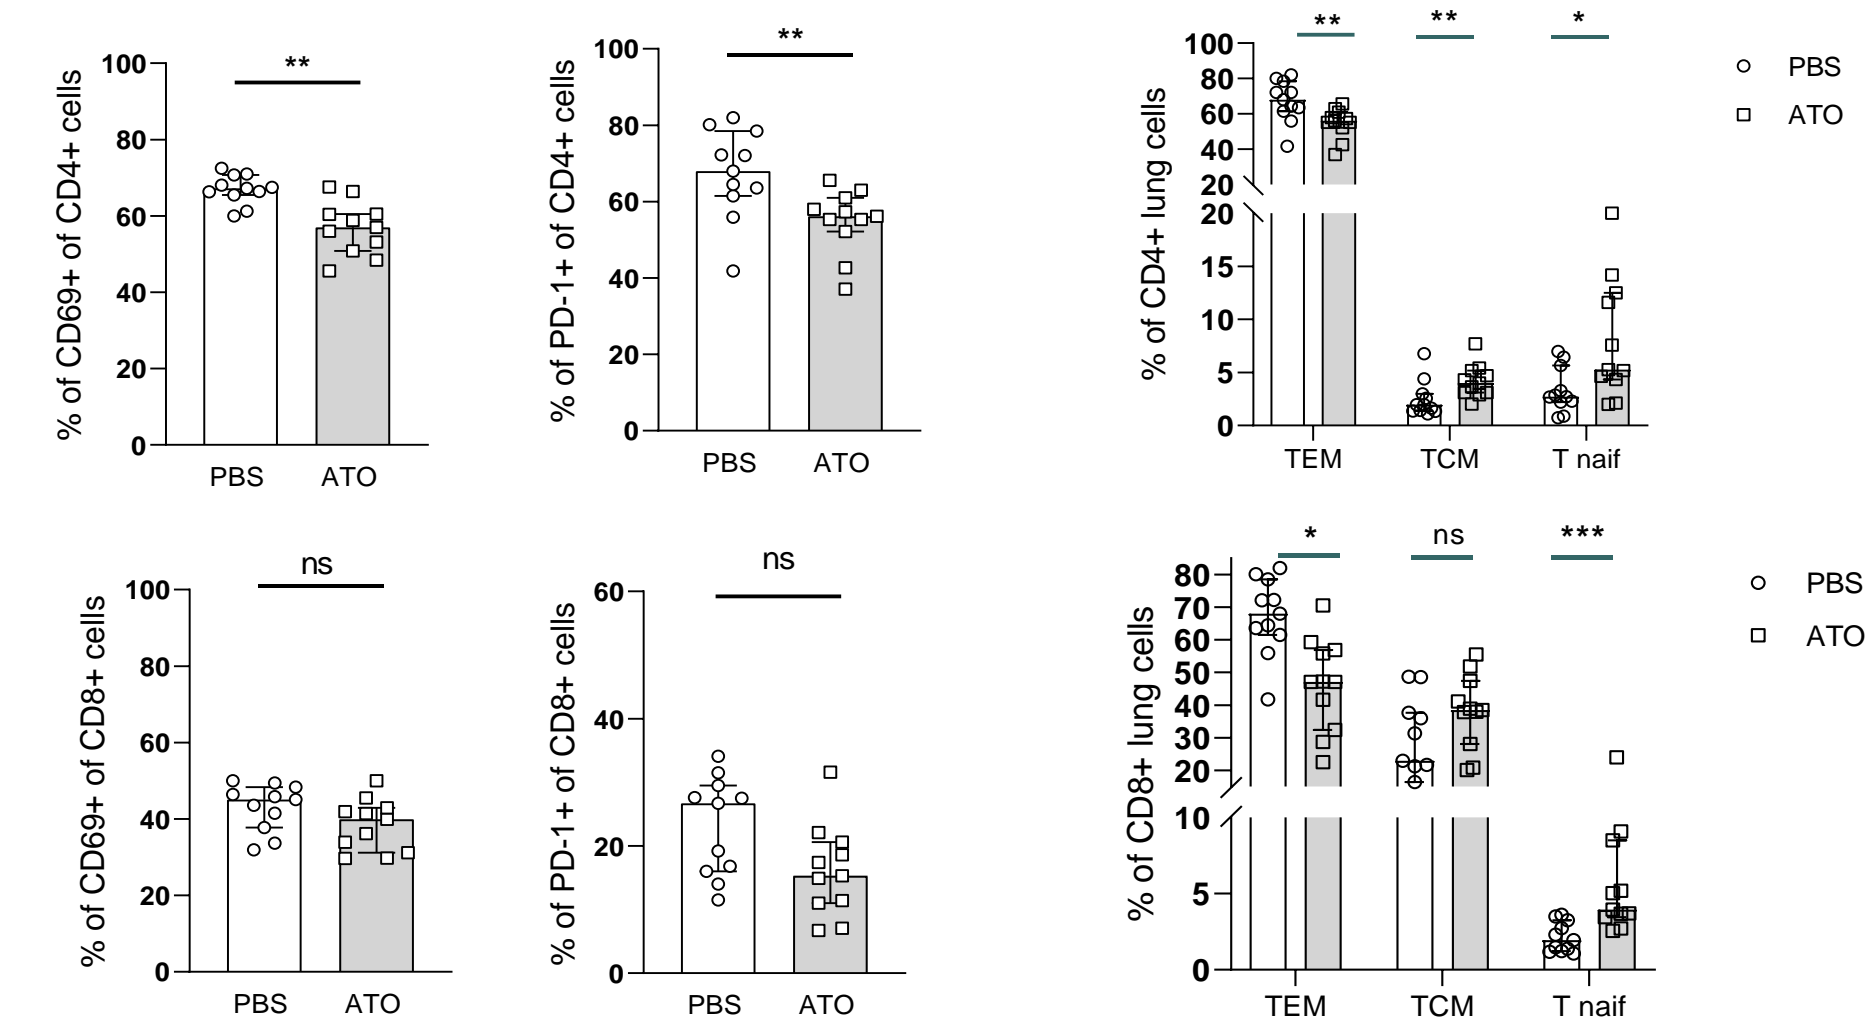 % of CD69+ of CD4+ cells
100
80
60
40
20
0
**
PBS ATO
% of PD-1+ of CD4+ cells
100
80
60
40
20
0
**
PBS ATO
% of CD4+ lung cells
100
80
60
40
20
20
15
10
5
0
** ** *
TEM TCM T naif
PBS
ATO
% of CD69+ of CD8+ cells
100
80
60
40
20
0
ns
PBS ATO
% of PD-1+ of CD8+ cells
60
40
20
0
ns
PBS ATO
% of CD8+ lung cells
80
70
60
50
40
30
20
10
5
0
* ns ***
TEM TCM T naif
PBS
ATO